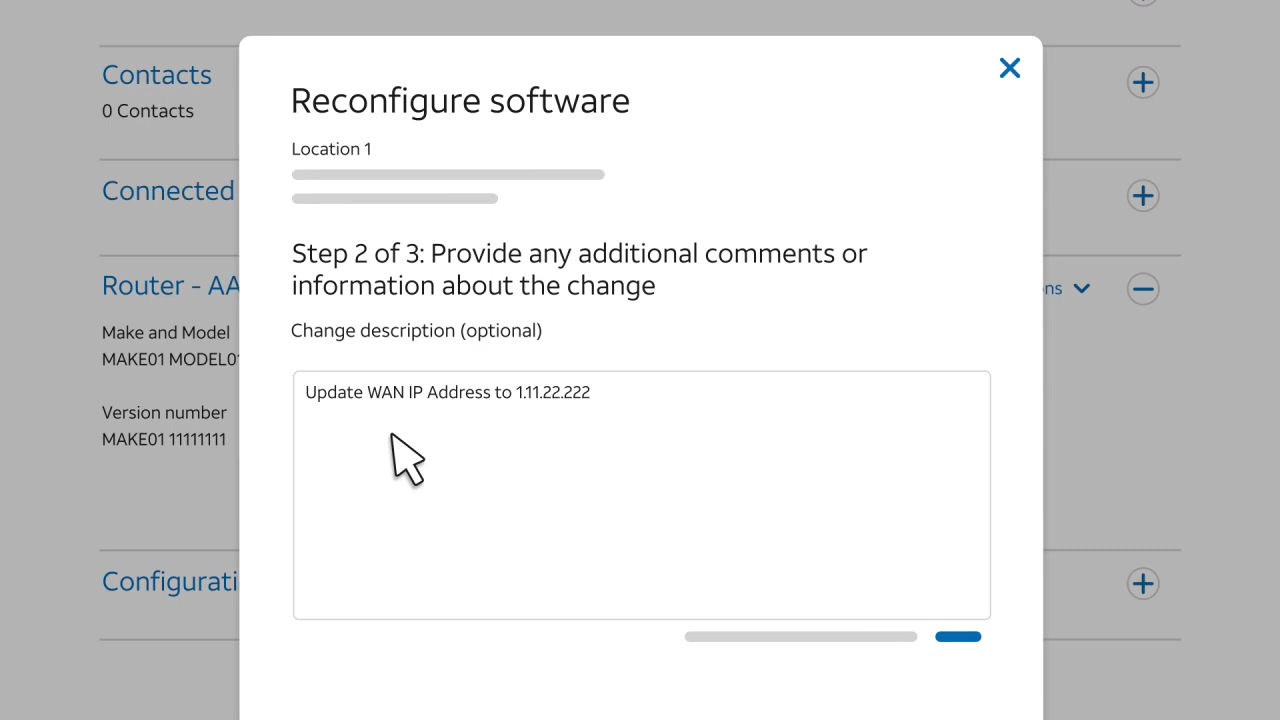 Contacts
0 Contacts
Connected
Router - AA
Make and Model
MAKE01 MODEL01
Version number
MAKE01 11111111
Configurati
Reconfigure software
Location 1
Step 2 of 3: Provide any additional comments or
information about the change
Change description (optional)
Update WAN IP Address to 1.11.22.222
ns